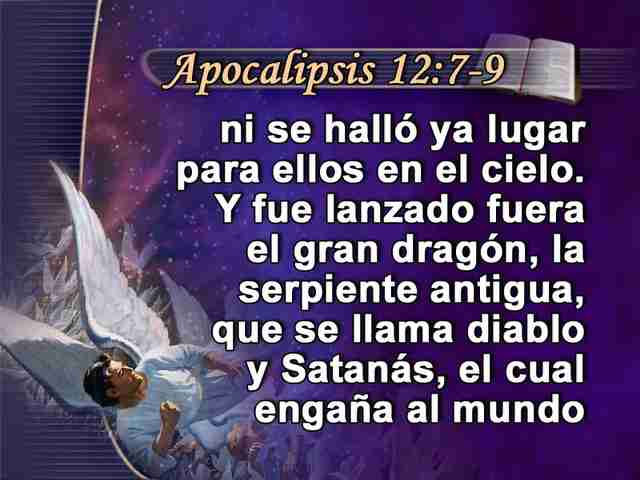 Apocalipsis 12:7-9
ni se halló ya lugar
para ellos en el cielo.
Y fue lanzado fuera
el gran dragón, la
serpiente antigua,
que se llama diablo
y Satanás, el cual
engaña al mundo